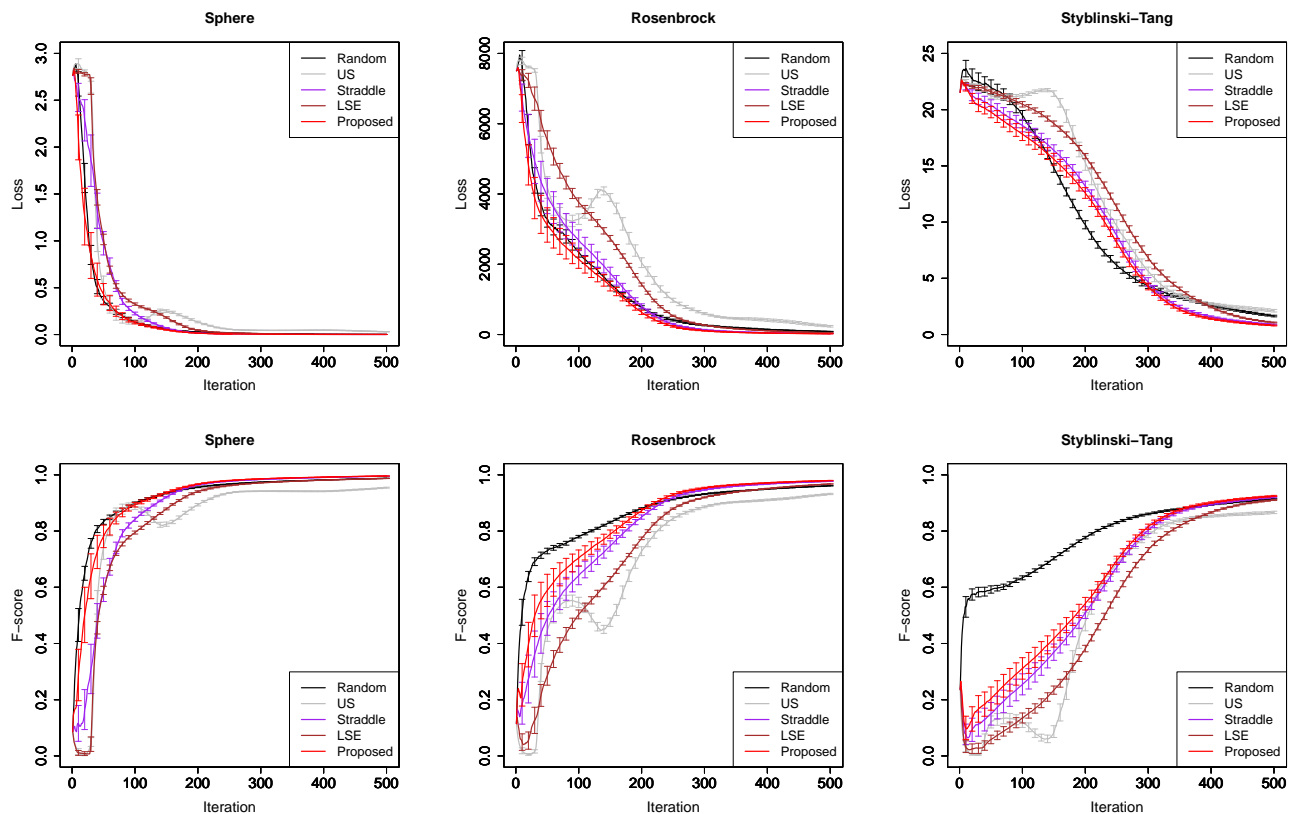 Sphere
Loss
0.0 0.5 1.0 1.5 2.0 2.5 3.0
0 100 200 300 400 500
Iteration
Random
US
Straddle
LSE
Proposed
Rosenbrock
Loss
0 2000 4000 6000 8000
0 100 200 300 400 500
Iteration
Random
US
Straddle
LSE
Proposed
Styblinski−Tang
Loss
0 5 10 15 20 25
0 100 200 300 400 500
Iteration
Random
US
Straddle
LSE
Proposed
Sphere
F−score
0.0 0.2 0.4 0.6 0.8 1.0
0 100 200 300 400 500
Iteration
Random
US
Straddle
LSE
Proposed
Rosenbrock
F−score
0.0 0.2 0.4 0.6 0.8 1.0
0 100 200 300 400 500
Iteration
Random
US
Straddle
LSE
Proposed
Styblinski−Tang
F−score
0.0 0.2 0.4 0.6 0.8 1.0
0 100 200 300 400 500
Iteration
Random
US
Straddle
LSE
Proposed